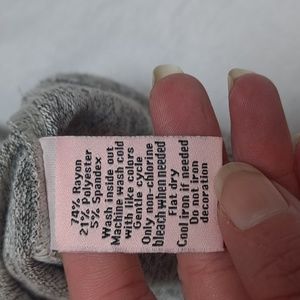 74% Rayon
21% Polyester
5% Spandex
Wash inside out
Machine wash cold
with like colors
Gentle cycle
Only non-chlorine
bleach when needed
Flat dry
Cool iron if needed
Do not iron
decoration